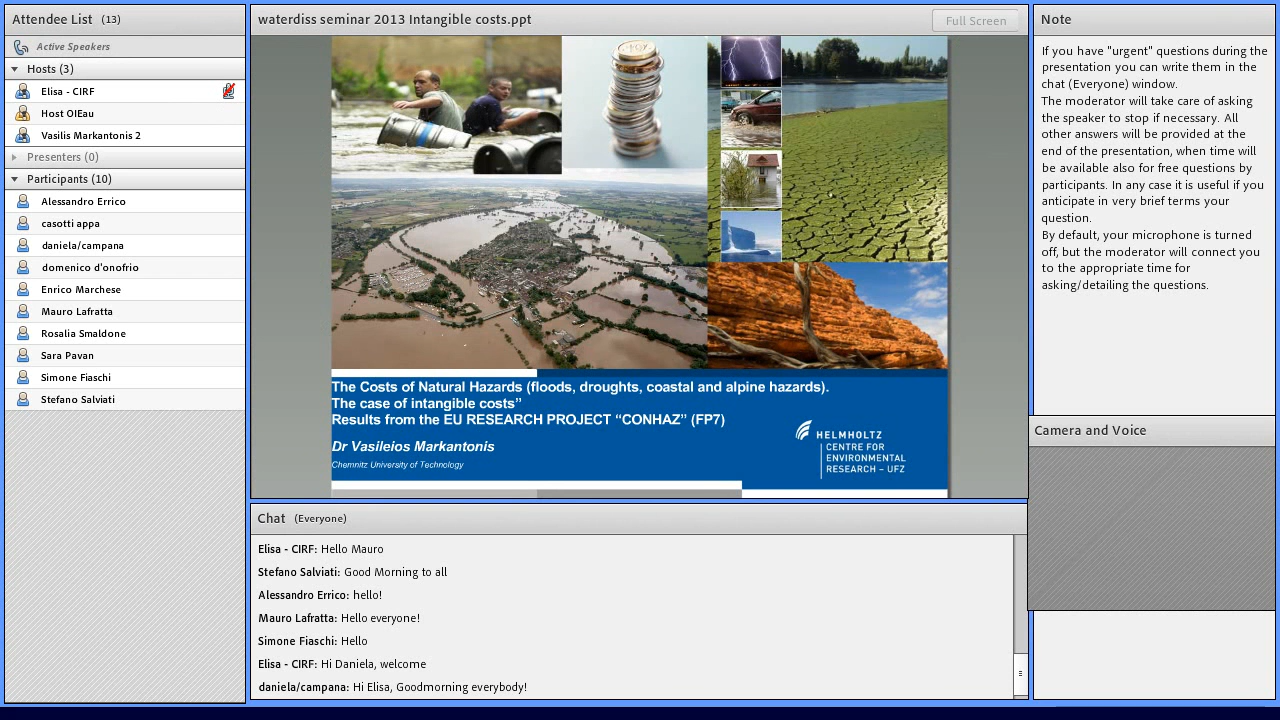 Attendee List (13)
Active Speakers
Hosts (3)
Elisa - CIRF
Host OIEau
Vasilis Markantonis 2
Presenters (0)
Participants (10)
Alessandro Errico
casotti appa
daniela/campana
domenico d'onofrio
Enrico Marchese
Mauro Lafratta
Rosalia Smaldone
Sara Pavan
Simone Fiaschi
Stefano Salviati
waterdiss seminar 2013 Intangible costs.ppt
Full Screen
The Costs of Natural Hazards (floods, droughts, coastal and alpine hazards).
The case of intangible costs”
Results from the EU RESEARCH PROJECT “CONHAZ” (FP7)
Dr Vasileios Markantonis
Chemnitz University of Technology
HELMHOLTZ
CENTRE FOR
ENVIRONMENTAL
RESEARCH – UFZ
Chat (Everyone)
Elisa - CIRF: Hello Mauro
Stefano Salviati: Good Morning to all
Alessandro Errico: hello!
Mauro Lafratta: Hello everyone!
Simone Fiaschi: Hello
Elisa - CIRF: Hi Daniela, welcome
daniela/campana: Hi Elisa, Goodmorning everybody!
Note
If you have "urgent" questions during the
presentation you can write them in the
chat (Everyone) window.
The moderator will take care of asking
the speaker to stop if necessary. All
other answers will be provided at the
end of the presentation, when time will
be available also for free questions by
participants. In any case it is useful if you
anticipate in very brief terms your
question.
By default, your microphone is turned
off, but the moderator will connect you
to the appropriate time for
asking/detailing the questions.
Camera and Voice